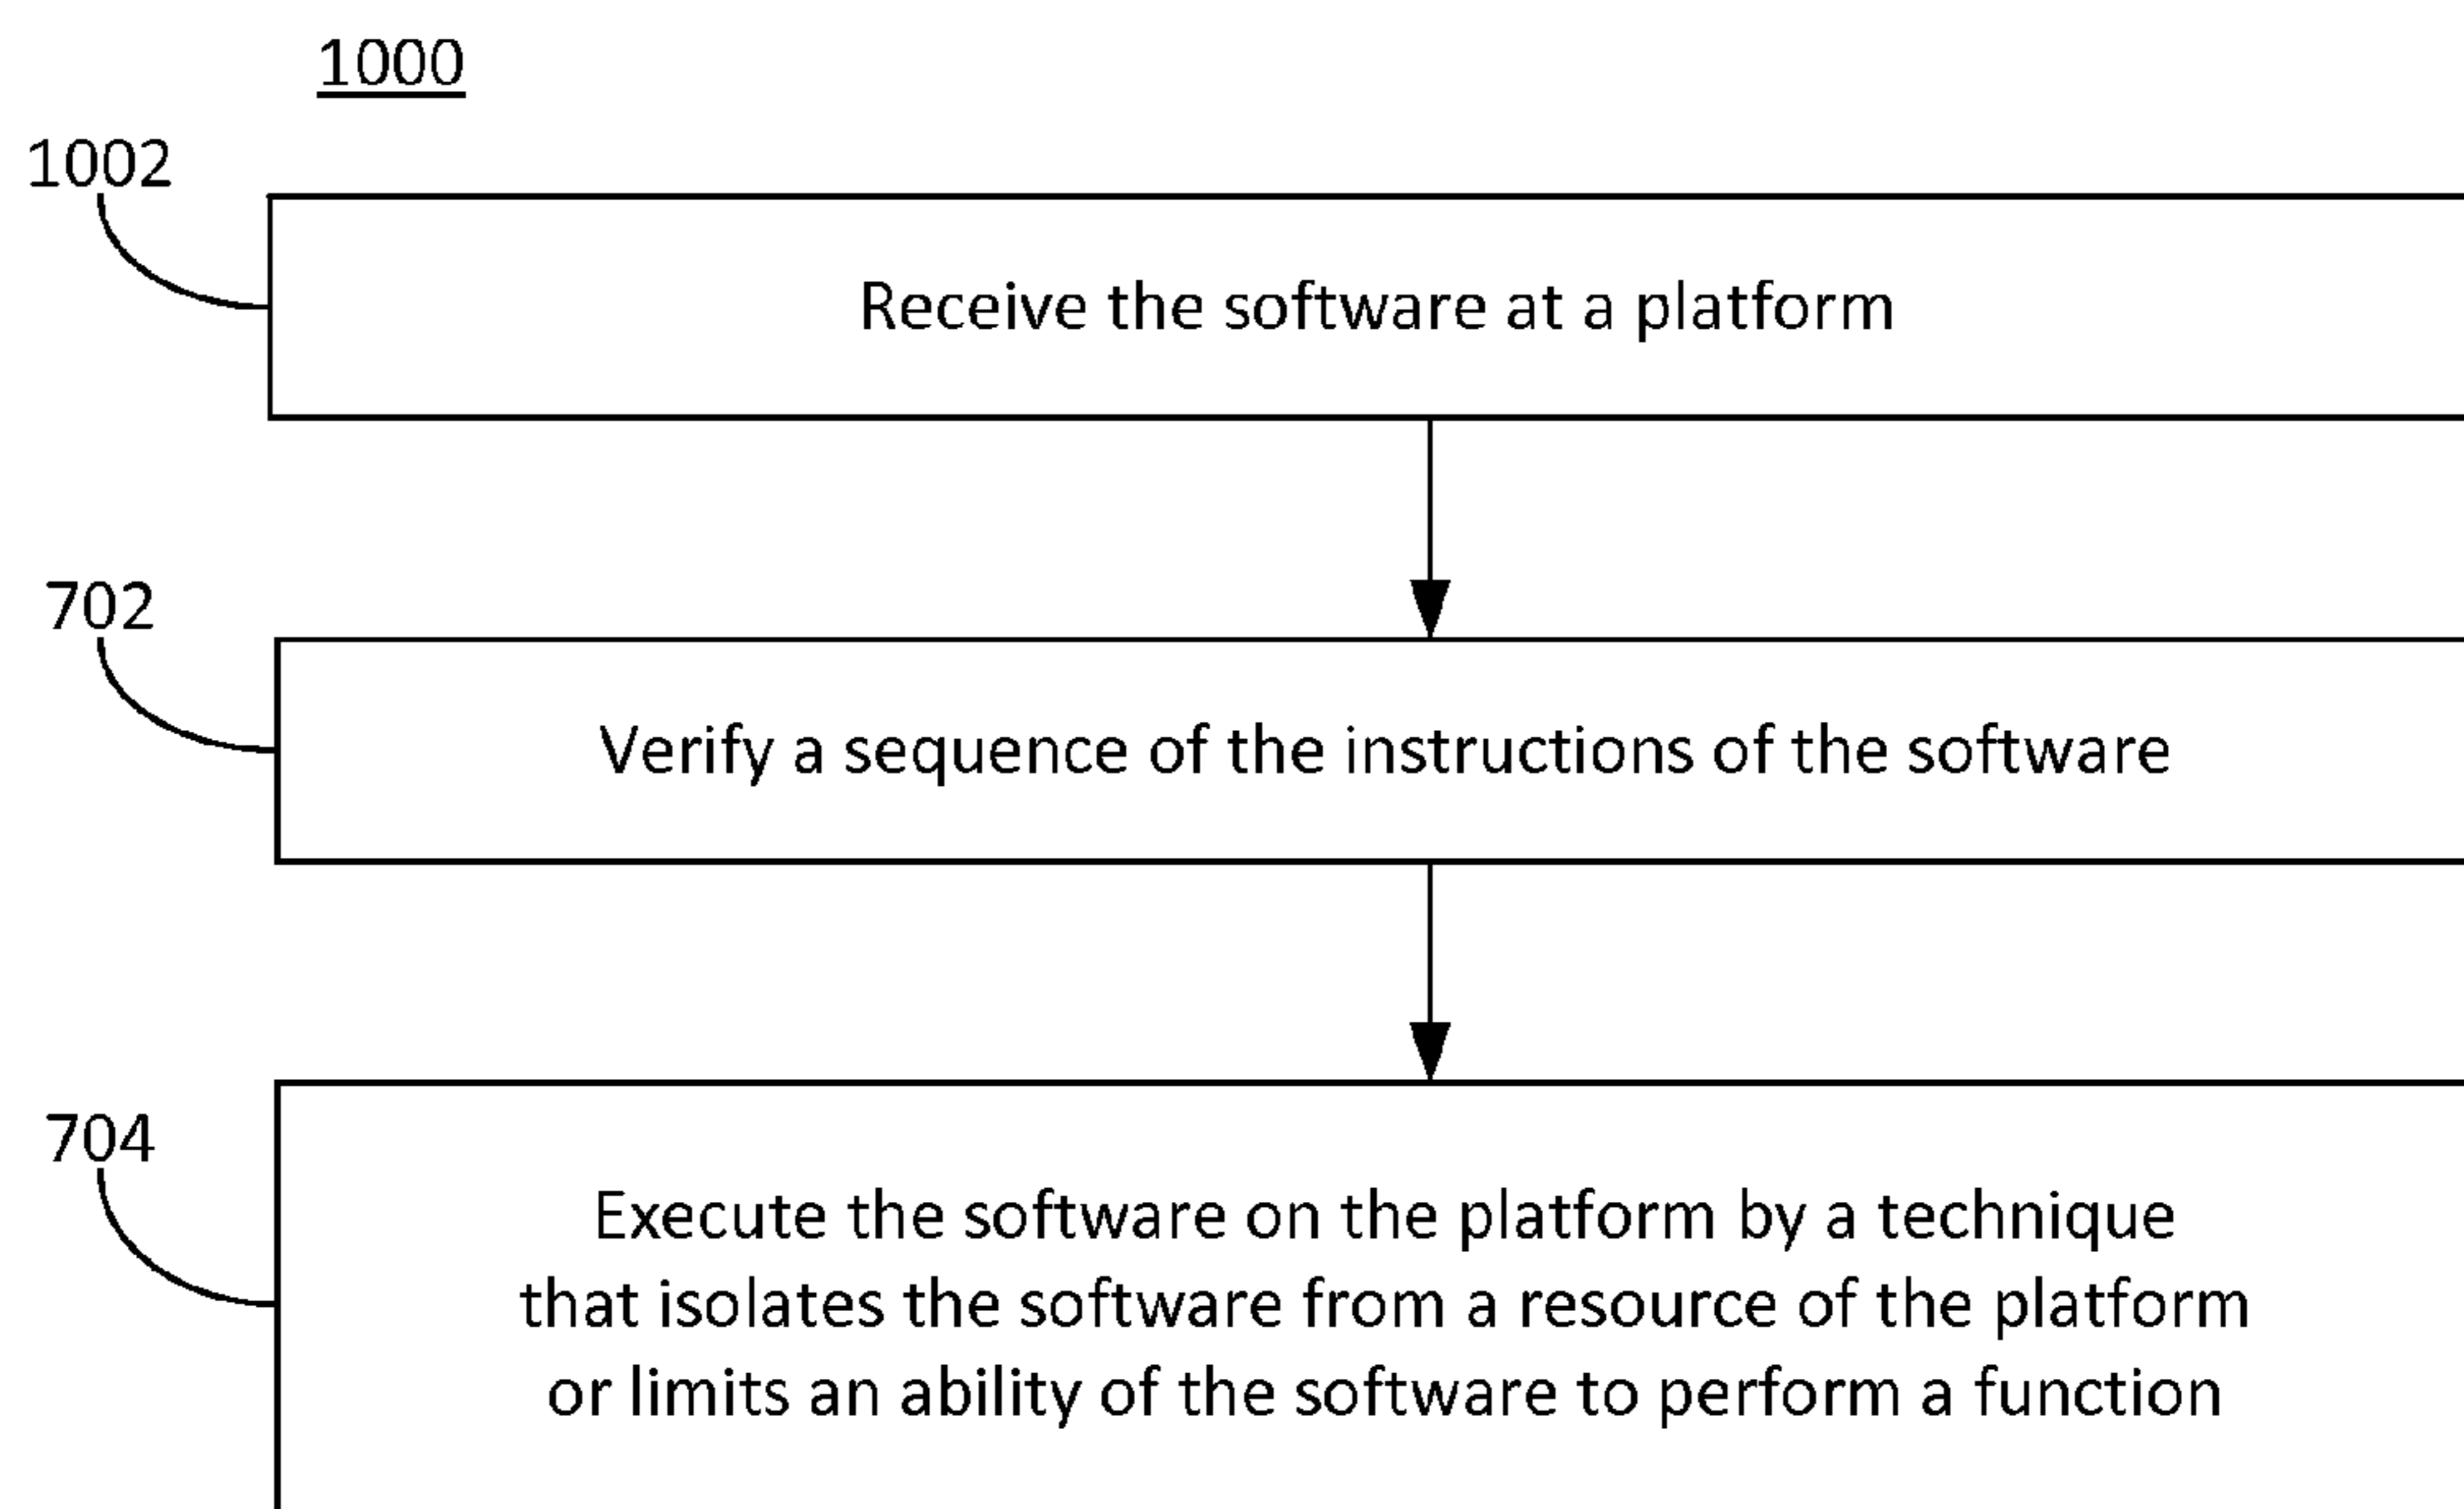 1000
1002
Receive the software at a platform
702
Verify a sequence of the instructions of the software
704
Execute the software on the platform by a technique
that isolates the software from a resource of the platform
or limits an ability of the software to perform a function